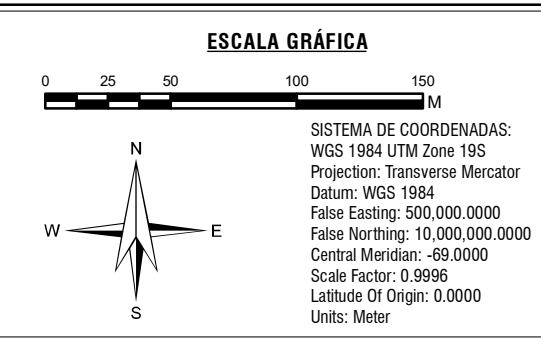 ESCALA GRÁFICA
0 25 50 100 150
M
SISTEMA DE COORDENADAS:
WGS 1984 UTM Zone 19S
Projection: Transverse Mercator
Datum: WGS 1984
False Easting: 500,000.0000
False Northing: 10,000,000.0000
Central Meridian: -69.0000
Scale Factor: 0.9996
Latitude Of Origin: 0.0000
Units: Meter
N
W E
S